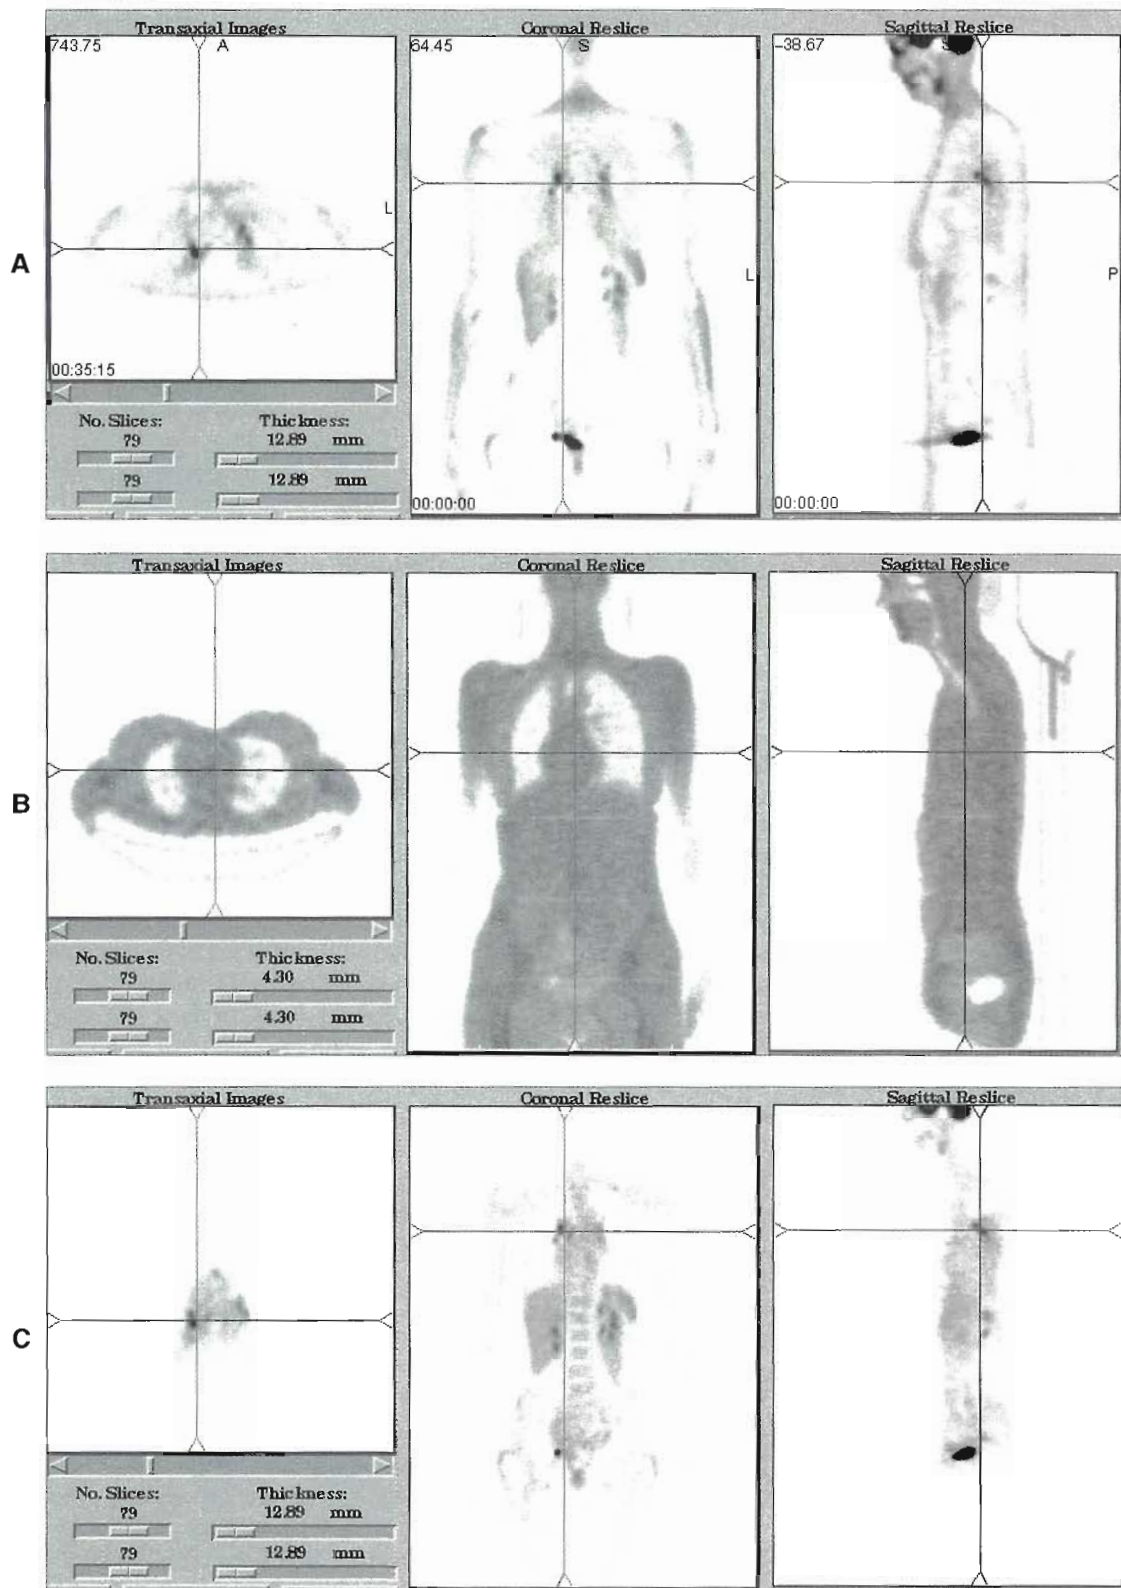 Transaxial Images
Coronal Reslice
Sagittal Reslice
743.75
A
64.45
S
-38.67
S
A
L
L
P
00:35:15
00:00:00
00:00:00
No. Slices:
Thickness:
79
12.89 mm
79
12.89 mm
Transaxial Images
Coronal Reslice
Sagittal Reslice
B
No. Slices:
Thickness:
79
4.30 mm
79
4.30 mm
Transaxial Images
Coronal Reslice
Sagittal Reslice
C
No. Slices:
Thickness:
79
12.89 mm
79
12.89 mm